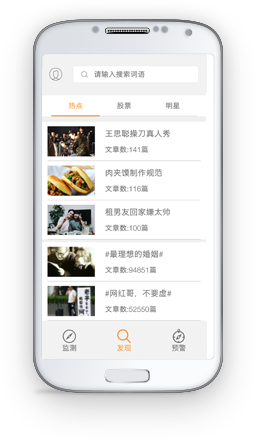 请输入搜索词语
热点 股票 明星
王思聪操刀真人秀
文章数:141篇
肉夹馍制作规范
文章数:116篇
租男友回家嫌太帅
文章数:100篇
#最理想的婚姻#
文章数:94851篇
#网红哥，不要虚#
文章数:52550篇
监测 发现 预警